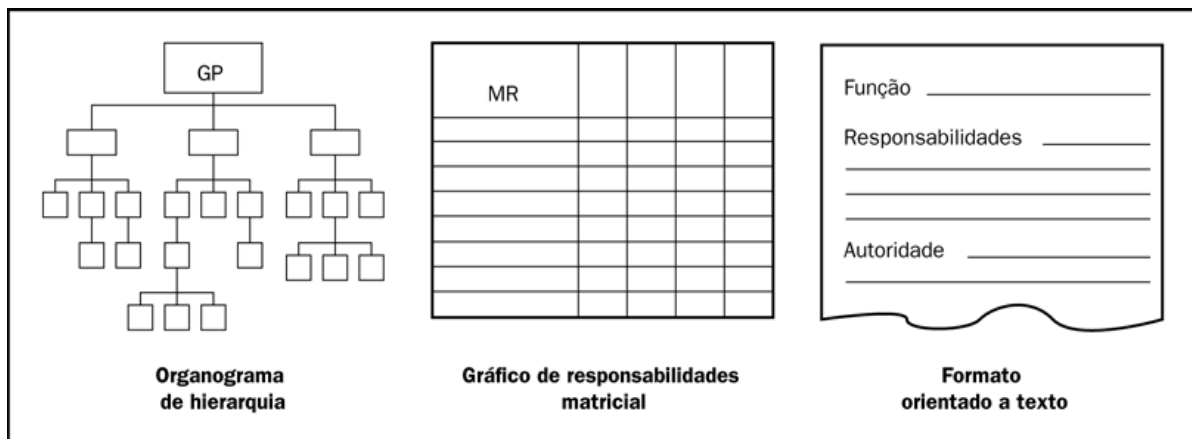 GP
MR
Função
Responsabilidades
Autoridade
Organograma
de hierarquia
Gráfico de responsabilidades
matricial
Formato
orientado a texto